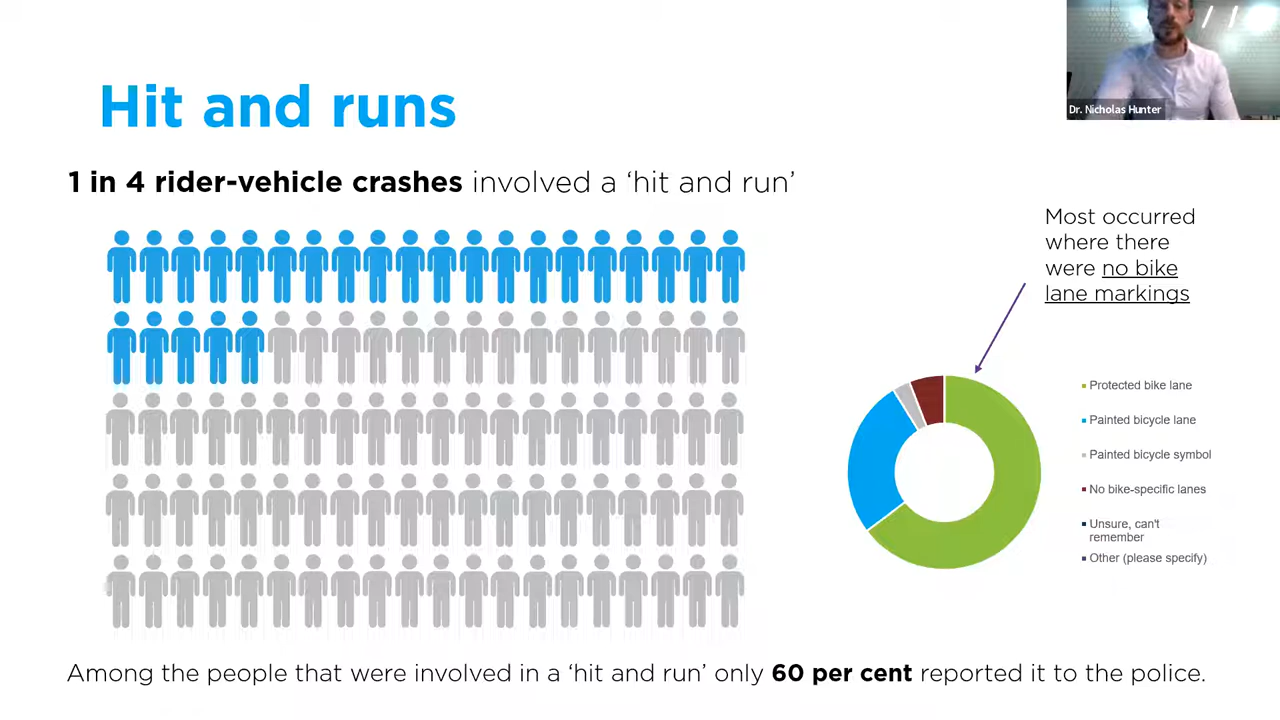 Dr. Nicholas Hunter
Hit and runs
1 in 4 rider-vehicle crashes involved a ‘hit and run’
Most occurred
where there
were no bike
lane markings
Protected bike lane
Painted bicycle lane
Painted bicycle symbol
No bike-specific lanes
Unsure, can't
remember
Other (please specify)
Among the people that were involved in a ‘hit and run’ only 60 per cent reported it to the police.